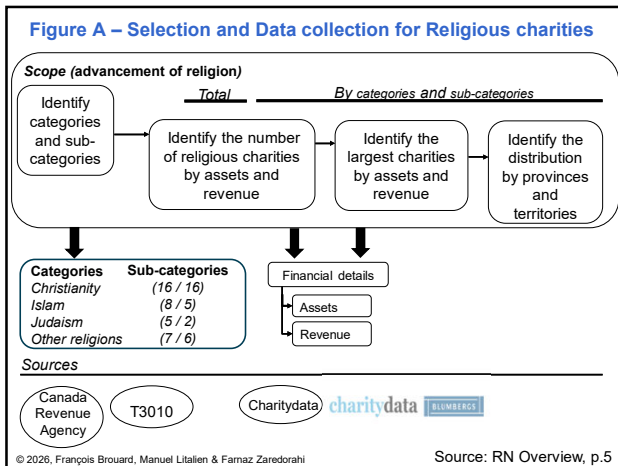 Figure A – Selection and Data collection for Religious charities
Scope (advancement of religion)
Total
By categories and sub-categories
Identify
categories
and sub-
categories
Identify the number
of religious charities
by assets and
revenue
Identify the
largest charities
by assets and
revenue
Identify the
distribution
by provinces
and
territories
Categories Sub-categories
Christianity (16 / 16)
Islam (8 / 5)
Judaism (5 / 2)
Other religions (7 / 6)
Financial details
Assets
Revenue
Sources
Canada
Revenue
Agency
T3010
Charitydata
charitydata
BLUMBERGS
© 2026, François Brouard, Manuel Litalien & Farnaz Zaredorahi
Source: RN Overview, p.5